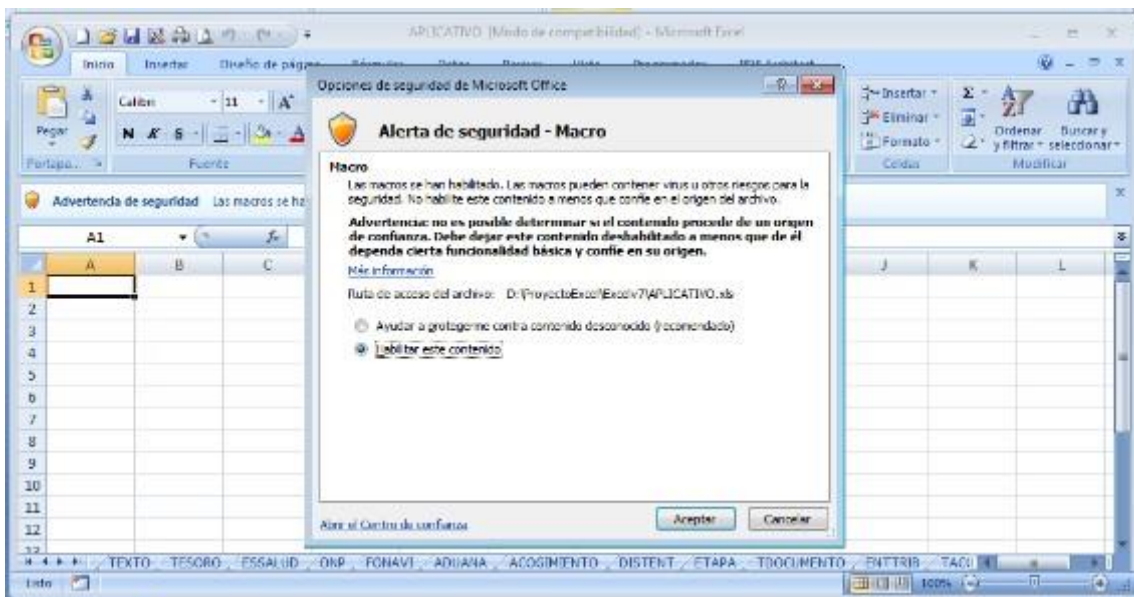 APLICATIVO [Modo de compatibilidad] - Microsoft Excel
Inicio Insertar Diseño de página
Pegar
Calibri 11 A
N K S A
Fuente
Insertar
Eliminar
Formato
Celdas
Σ
Ordenar y filtrar
Buscar y seleccionar
Modificar
Advertencia de seguridad Las macros se ha
A1 fx
A B C J K L
1
2
3
4
5
6
7
8
9
10
11
12
Opciones de seguridad de Microsoft Office
Alerta de seguridad - Macro
Macro
Las macros se han habilitado. Las macros pueden contener virus u otros riesgos para la
seguridad. No habilite este contenido a menos que confíe en el origen del archivo.
Advertencia: no es posible determinar si el contenido procede de un origen
de confianza. Debe dejar este contenido deshabilitado a menos que de él
dependa cierta funcionalidad básica y confíe en su origen.
Más información
Ruta de acceso del archivo: D:\ProyectoExcel\Excelv7\APLICATIVO.xls
Ayudar a protegerme contra contenido desconocido (recomendado)
Habilitar este contenido
Abrir el Centro de confianza
Aceptar Cancelar
TEXTO TESORO ESSALUD ONP FONAVI ADUANA ACOGIMIENTO DISTENT ETAPA TDOCUMENTO ENTTRIB
Listo 100%